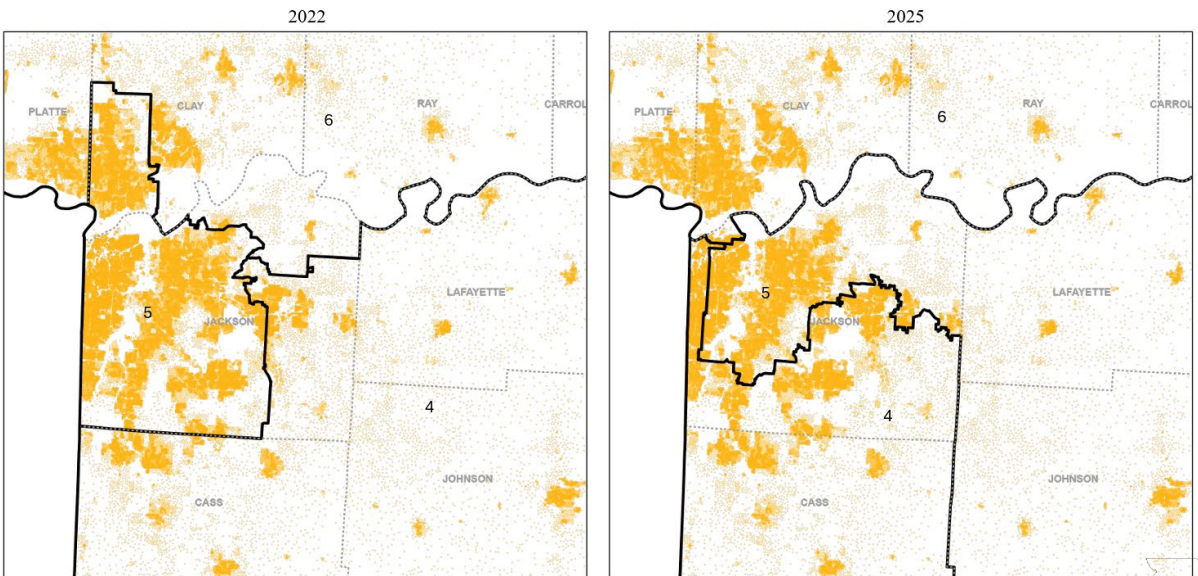 2022
PLATTE
CLAY
RAY
CARROL
6
5
JACKSON
LAFAYETTE
4
CASS
JOHNSON
2025
PLATTE
CLAY
RAY
CARROL
6
5
JACKSON
LAFAYETTE
4
CASS
JOHNSON